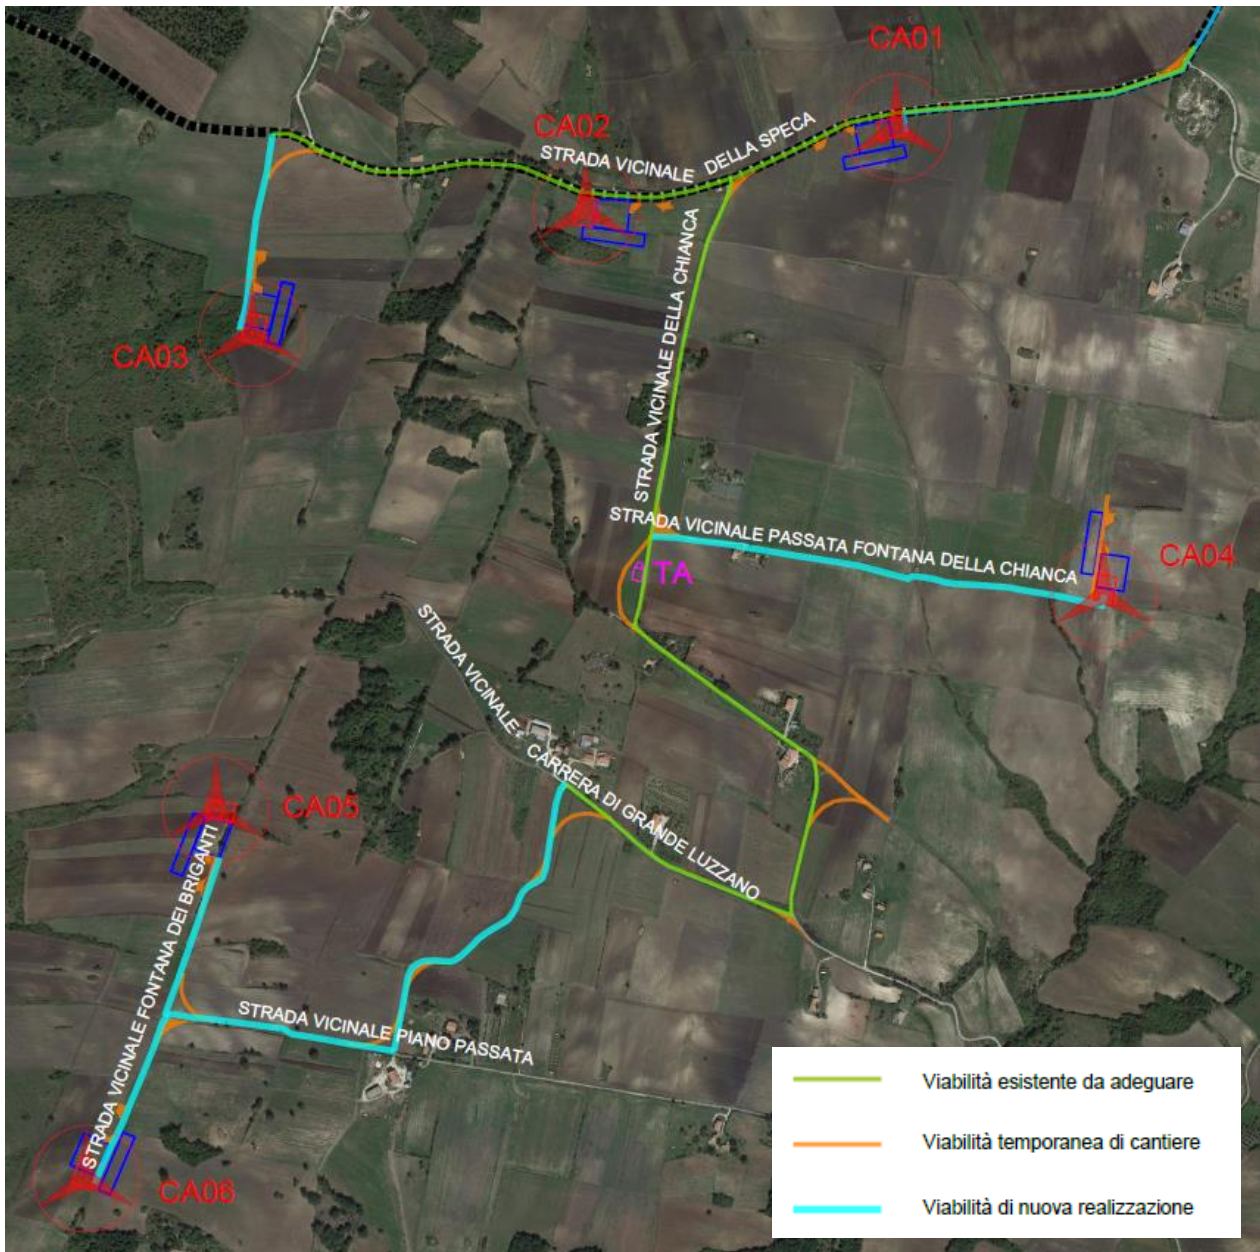 CA01
CA02
STRADA VICINALE DELLA SPECA
STRADA VICINALE DELLA CHIANCA
CA03
STRADA VICINALE PASSATA FONTANA DELLA CHIANCA
CA04
TA
STRADA VICINALE CARRERA DI GRANDE LUZZANO
CA05
STRADA VICINALE FONTANA DEI BRIGANTI
STRADA VICINALE PIANO PASSATA
CA06
Viabilità esistente da adeguare
Viabilità temporanea di cantiere
Viabilità di nuova realizzazione